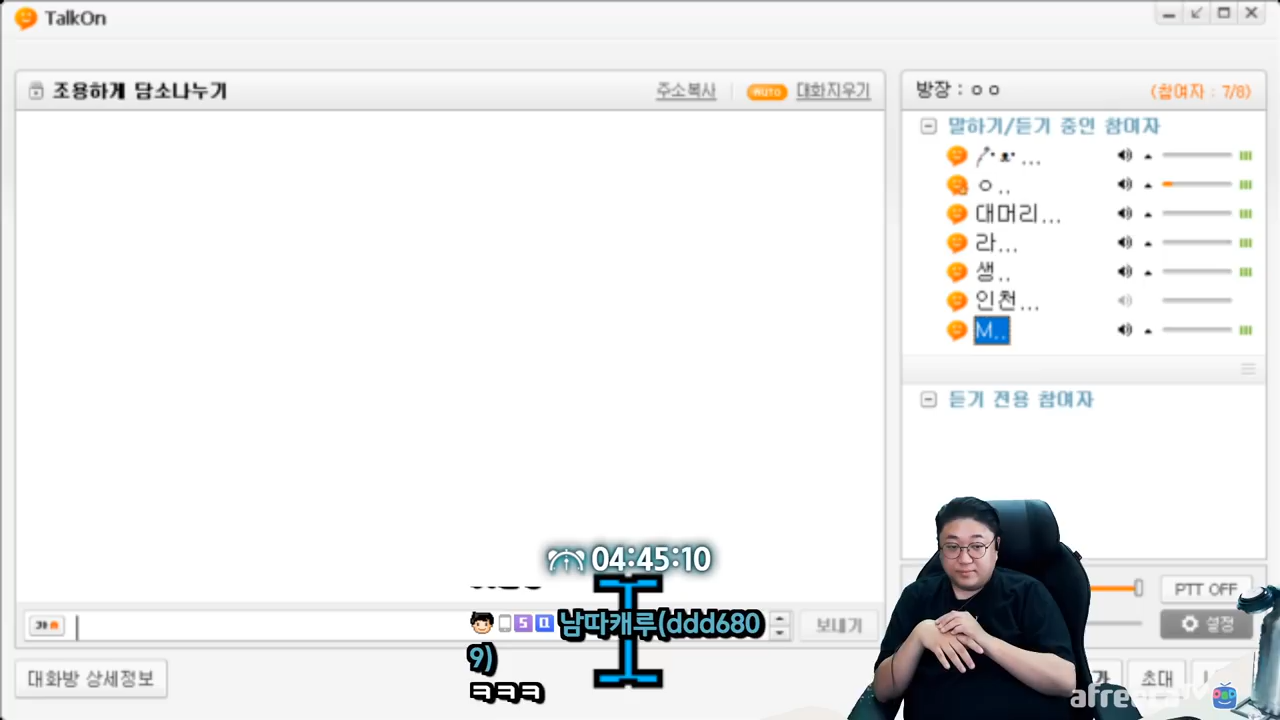 TalkOn
조용하게 담소나누기
주소복사
AUTO
대화지우기
방장 : ㅇㅇ
(참여자 : 7/8)
말하기/듣기 중인 참여자
ㅇ..
대머리...
라...
생..
인천...
M..
듣기 전용 참여자
04:45:10
PTT OFF
가
남따캐루(ddd680
9)
ㅋㅋㅋ
보내기
설정
대화방 상세정보
초대
afreecaTV